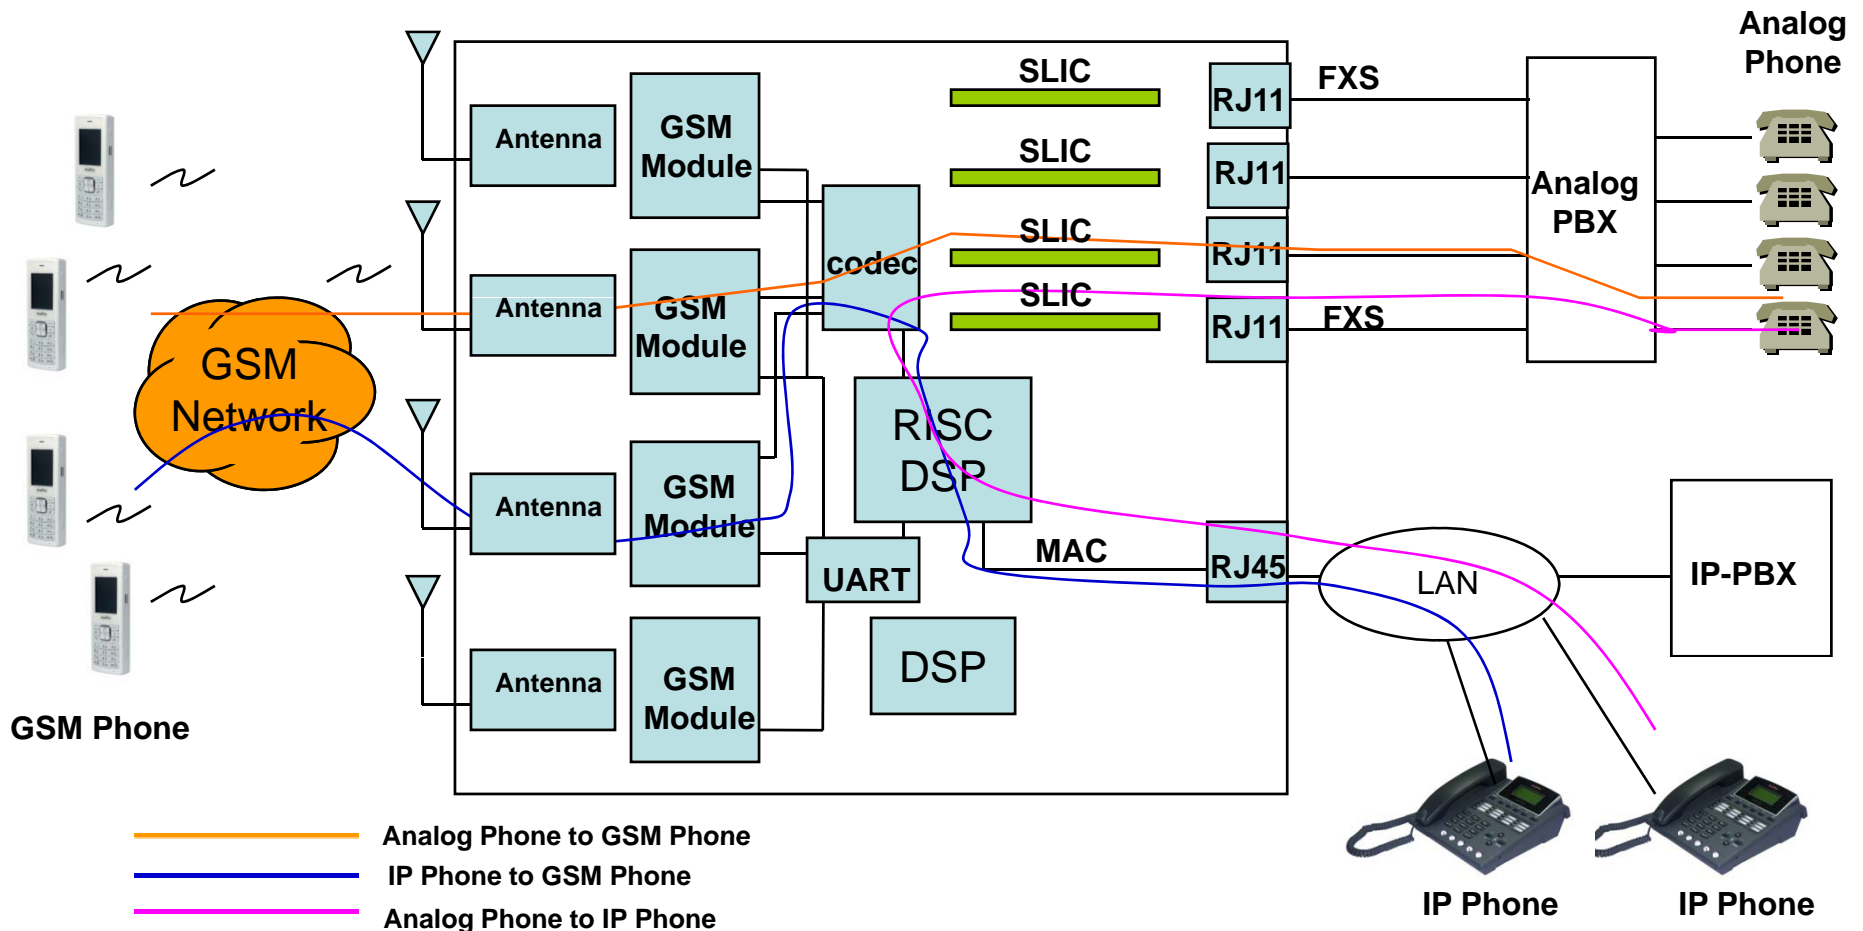 Analog
Phone
SLIC
RJ11
FXS
Antenna
GSM
Module
SLIC
RJ11
Analog
PBX
SLIC
RJ11
codec
Antenna
GSM
Module
SLIC
RJ11
FXS
GSM
Network
RISC
DSP
Antenna
GSM
Module
MAC
RJ45
UART
LAN
IP-PBX
Antenna
GSM
Module
DSP
GSM Phone
Analog Phone to GSM Phone
IP Phone to GSM Phone
Analog Phone to IP Phone
IP Phone
IP Phone